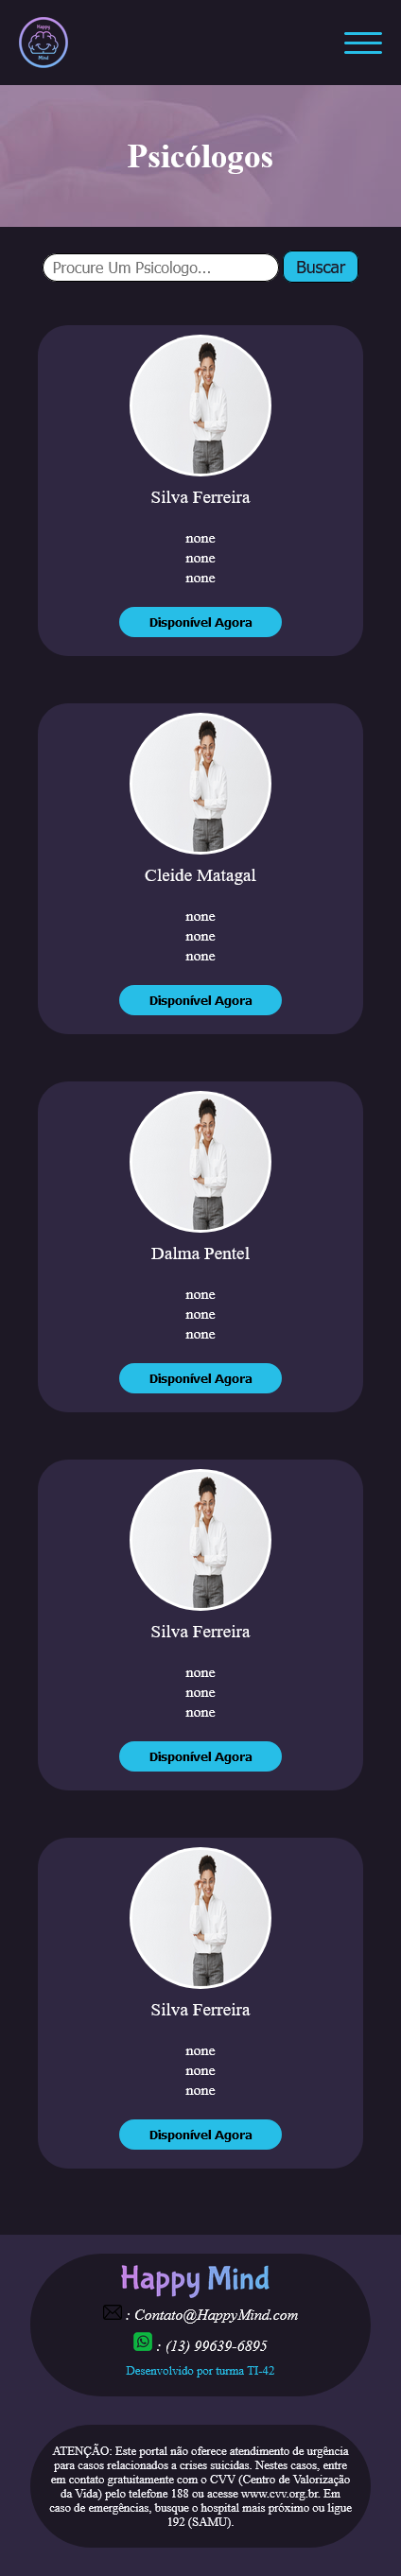 Happy
Mind
Psicólogos
Procure Um Psicologo...
Buscar
Silva Ferreira
none
none
none
Disponível Agora
Cleide Matagal
none
none
none
Disponível Agora
Dalma Pentel
none
none
none
Disponível Agora
Silva Ferreira
none
none
none
Disponível Agora
Silva Ferreira
none
none
none
Disponível Agora
Happy Mind
: Contato@HappyMind.com
: (13) 99639-6895
Desenvolvido por turma TI-42
ATENÇÃO: Este portal não oferece atendimento de urgência
para casos relacionados a crises suicidas. Nestes casos, entre
em contato gratuitamente com o CVV (Centro de Valorização
da Vida) pelo telefone 188 ou acesse www.cvv.org.br. Em
caso de emergências, busque o hospital mais próximo ou ligue
192 (SAMU).